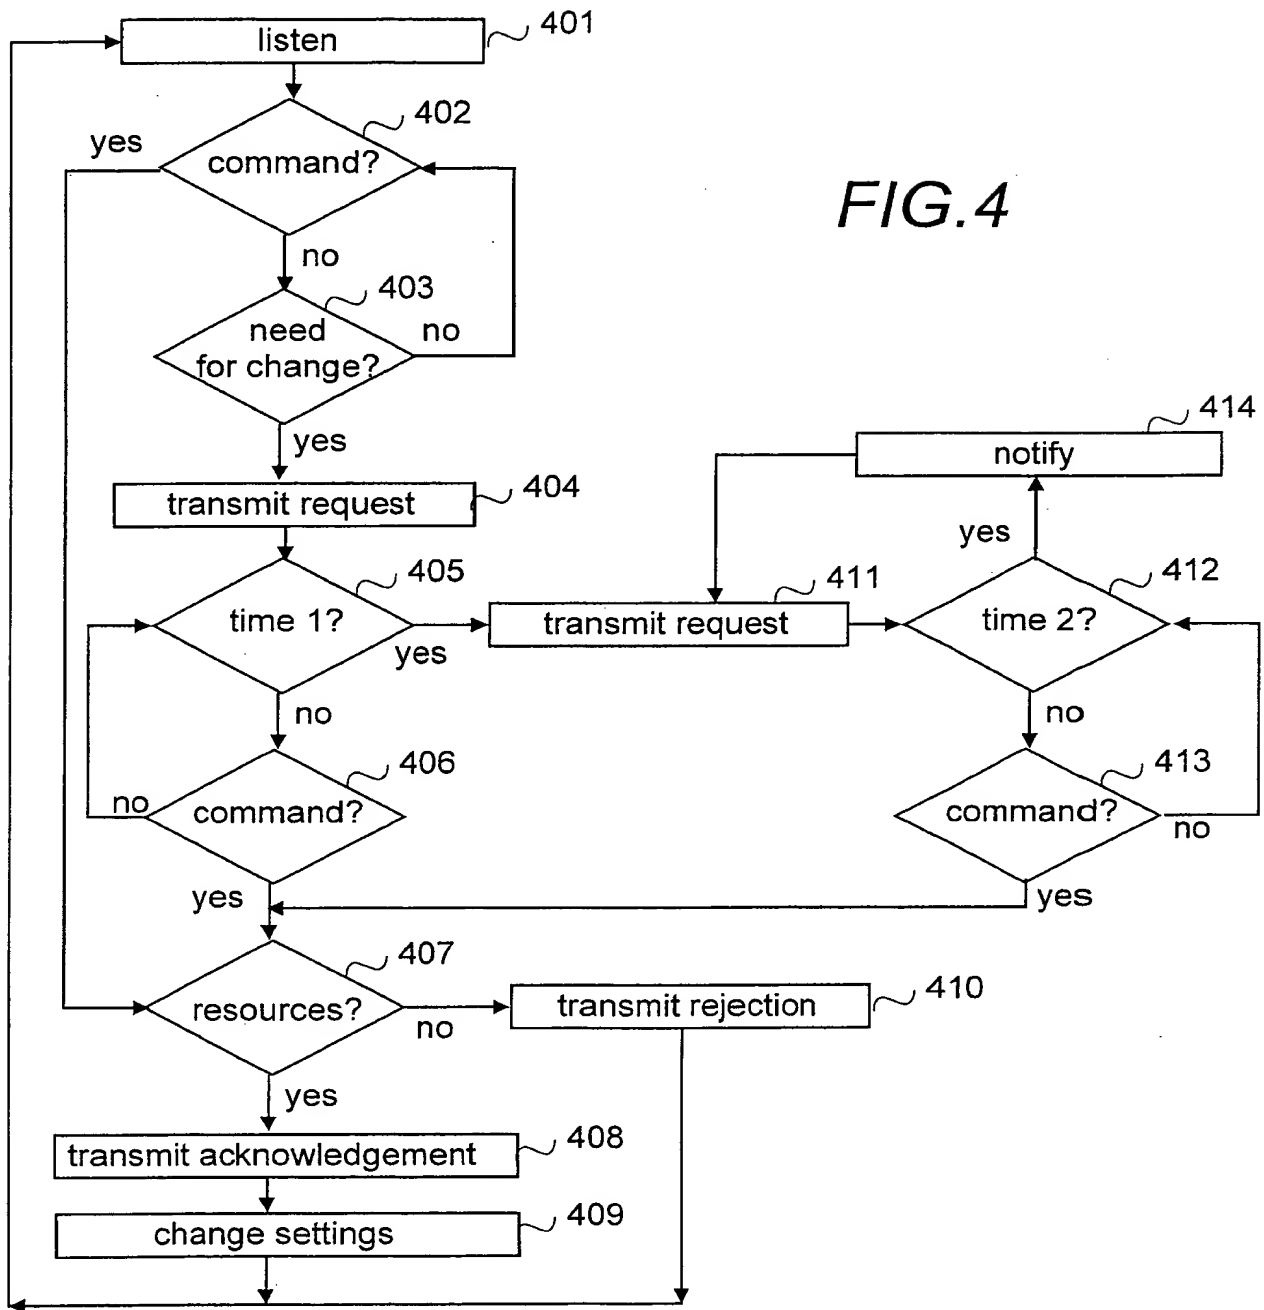 listen
401
yes
402
command?
FIG.4
no
403
need
for change?
no
yes
414
notify
transmit request
404
yes
405
time 1?
yes
411
transmit request
412
time 2?
no
no
406
command?
no
413
command?
no
yes
yes
407
resources?
no
transmit rejection
410
yes
transmit acknowledgement
408
change settings
409